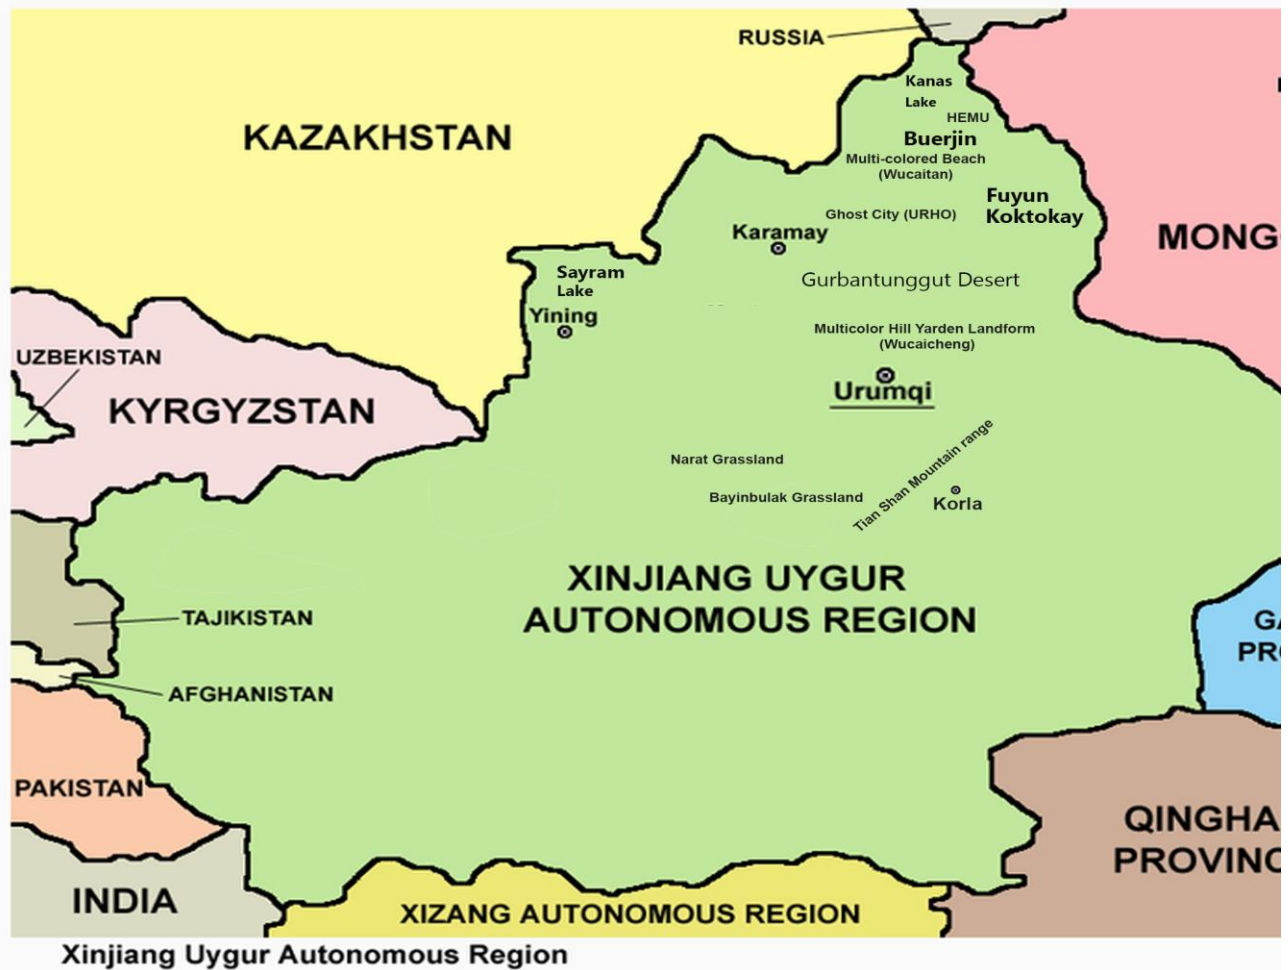 RUSSIA
Kanas
Lake
HEMU
KAZAKHSTAN
Buerjin
Multi-colored Beach
(Wucaitan)
Fuyun
Koktokay
Ghost City (URHO)
Karamay
MONG
Sayram
Lake
Gurbantunggut Desert
Yining
Multicolor Hill Yarden Landform
(Wucaicheng)
UZBEKISTAN
Urumqi
KYRGYZSTAN
Narat Grassland
Tian Shan Mountain range
Bayinbulak Grassland
Korla
XINJIANG UYGUR
AUTONOMOUS REGION
TAJIKISTAN
GA
PRO
AFGHANISTAN
PAKISTAN
QINGHA
PROVINC
INDIA
XIZANG AUTONOMOUS REGION
Xinjiang Uygur Autonomous Region